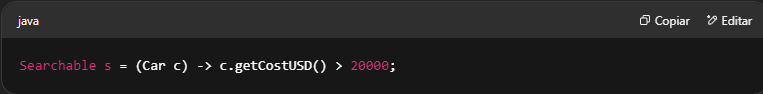 java
Copiar
Editar
Searchable s = (Car c) -> c.getCostUSD() > 20000;